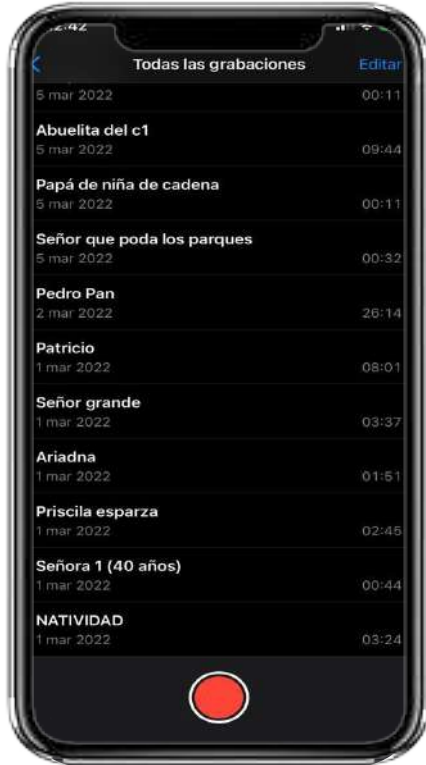 12:42
Todas las grabaciones
Editar
5 mar 2022 00:11
Abuelita del c1
5 mar 2022 09:44
Papá de niña de cadena
5 mar 2022 00:11
Señor que poda los parques
5 mar 2022 00:32
Pedro Pan
2 mar 2022 26:14
Patricio
1 mar 2022 08:01
Señor grande
1 mar 2022 03:37
Ariadna
1 mar 2022 01:51
Priscila esparza
1 mar 2022 02:45
Señora 1 (40 años)
1 mar 2022 00:44
NATIVIDAD
1 mar 2022 03:24